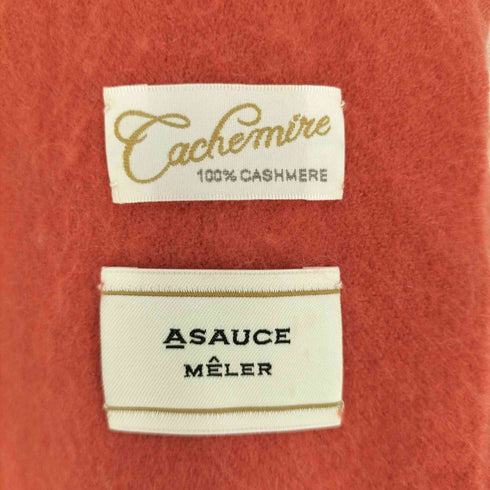 Cachemire
100% CASHMERE
ASAUCE
MÊLER